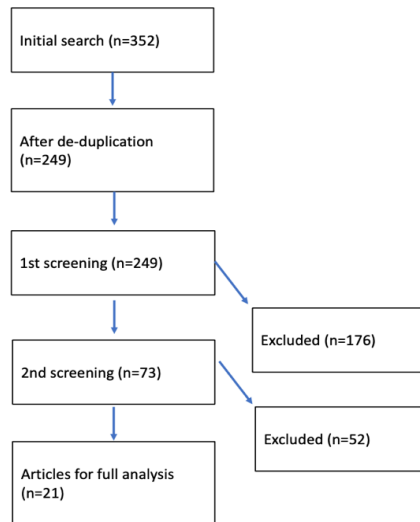 Initial search (n=352)
After de-duplication
(n=249)
1st screening (n=249)
Excluded (n=176)
2nd screening (n=73)
Excluded (n=52)
Articles for full analysis
(n=21)